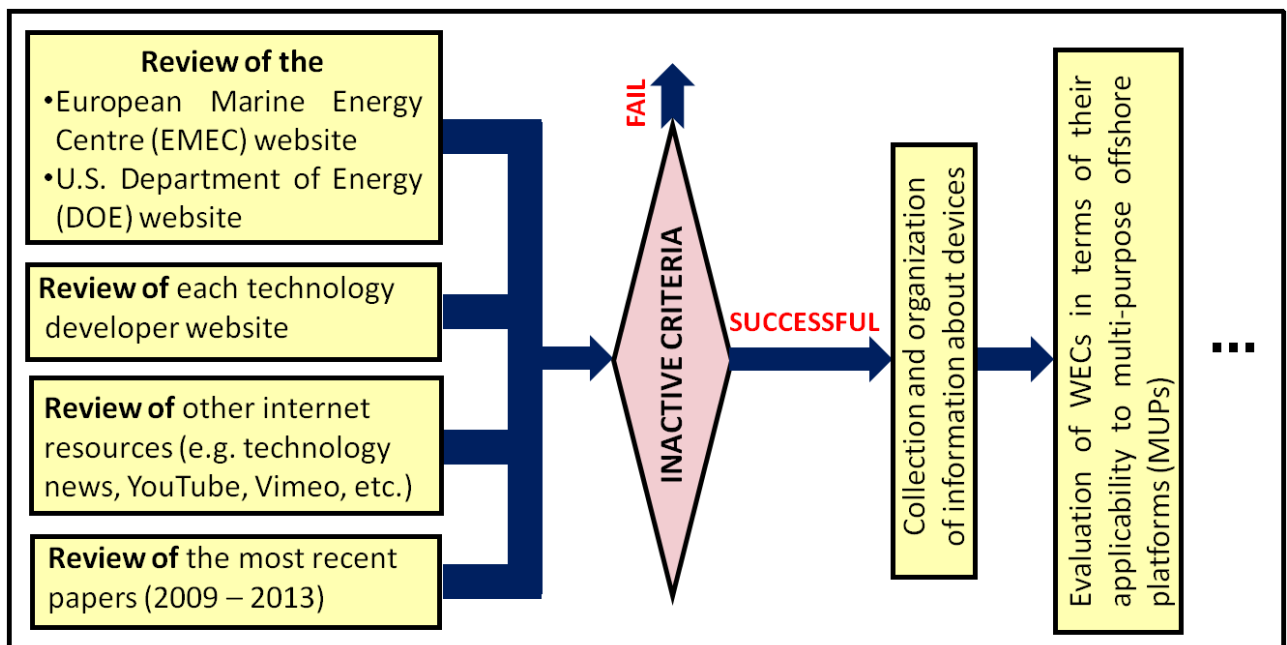 Review of the
•European Marine Energy
Centre (EMEC) website
•U.S. Department of Energy
(DOE) website
Review of each technology
developer website
Review of other internet
resources (e.g. technology
news, YouTube, Vimeo, etc.)
Review of the most recent
papers (2009 – 2013)
FAIL
INACTIVE CRITERIA
SUCCESSFUL
Collection and organization
of information about devices
Evaluation of WECs in terms of their
applicability to multi-purpose offshore
platforms (MUPs)
...